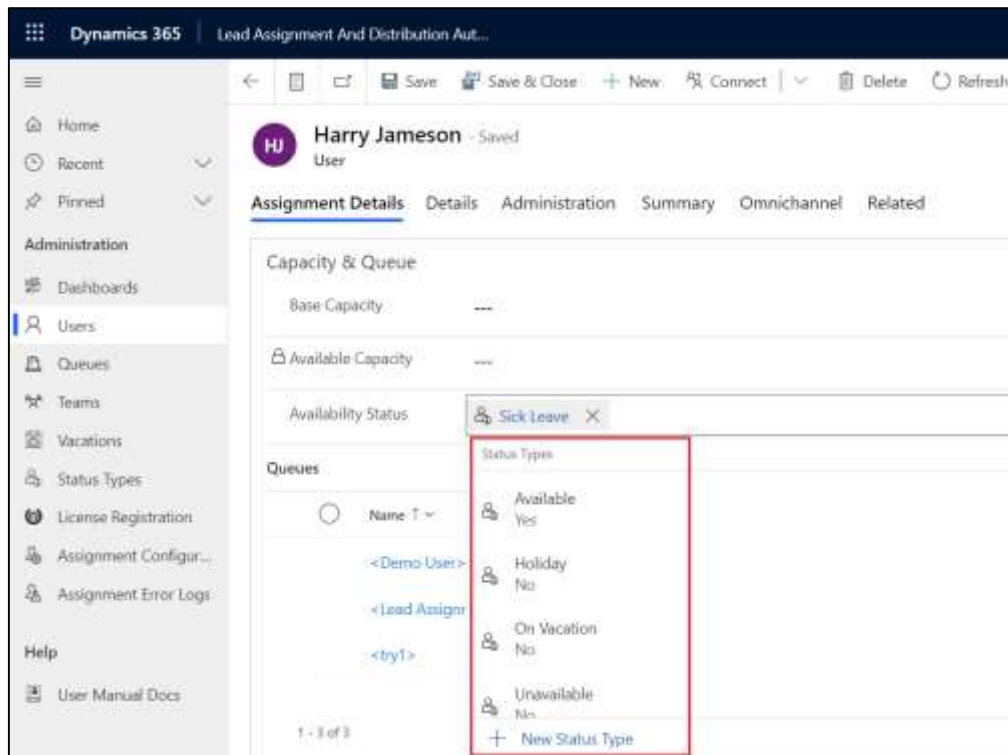 Dynamics 365 Lead Assignment And Distribution Aut...
Save Save & Close New Connect Delete Refresh
Home
Recent
Pinned
Administration
Dashboards
Users
Queues
Teams
Vacations
Status Types
License Registration
Assignment Configur...
Assignment Error Logs
Help
User Manual Docs
HJ
Harry Jameson - Saved
User
Assignment Details Details Administration Summary Omnichannel Related
Capacity & Queue
Base Capacity ---
Available Capacity ---
Availability Status Sick Leave
Queues
Name
<Demo User>
<Lead Assignr
<try1>
1 - 3 of 3
Status Types
Available
Yes
Holiday
No
On Vacation
No
Unavailable
No
New Status Type